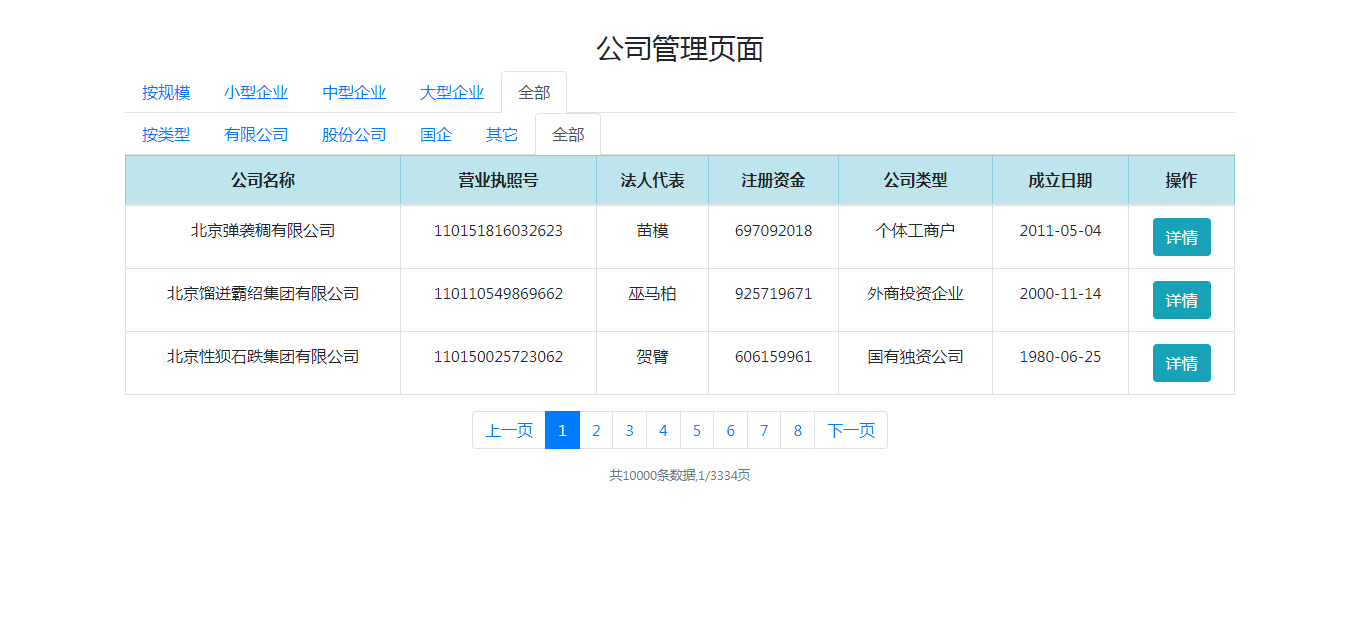 公司管理页面
按规模 小型企业 中型企业 大型企业 全部
按类型 有限公司 股份公司 国企 其它 全部
公司名称 营业执照号 法人代表 注册资金 公司类型 成立日期 操作
北京弹袭稠有限公司 110151816032623 苗模 697092018 个体工商户 2011-05-04 详情
北京馏迸霸绍集团有限公司 110110549869662 巫马柏 925719671 外商投资企业 2000-11-14 详情
北京性狈石跌集团有限公司 110150025723062 贺臂 606159961 国有独资公司 1980-06-25 详情
上一页 1 2 3 4 5 6 7 8 下一页
共10000条数据,1/3334页